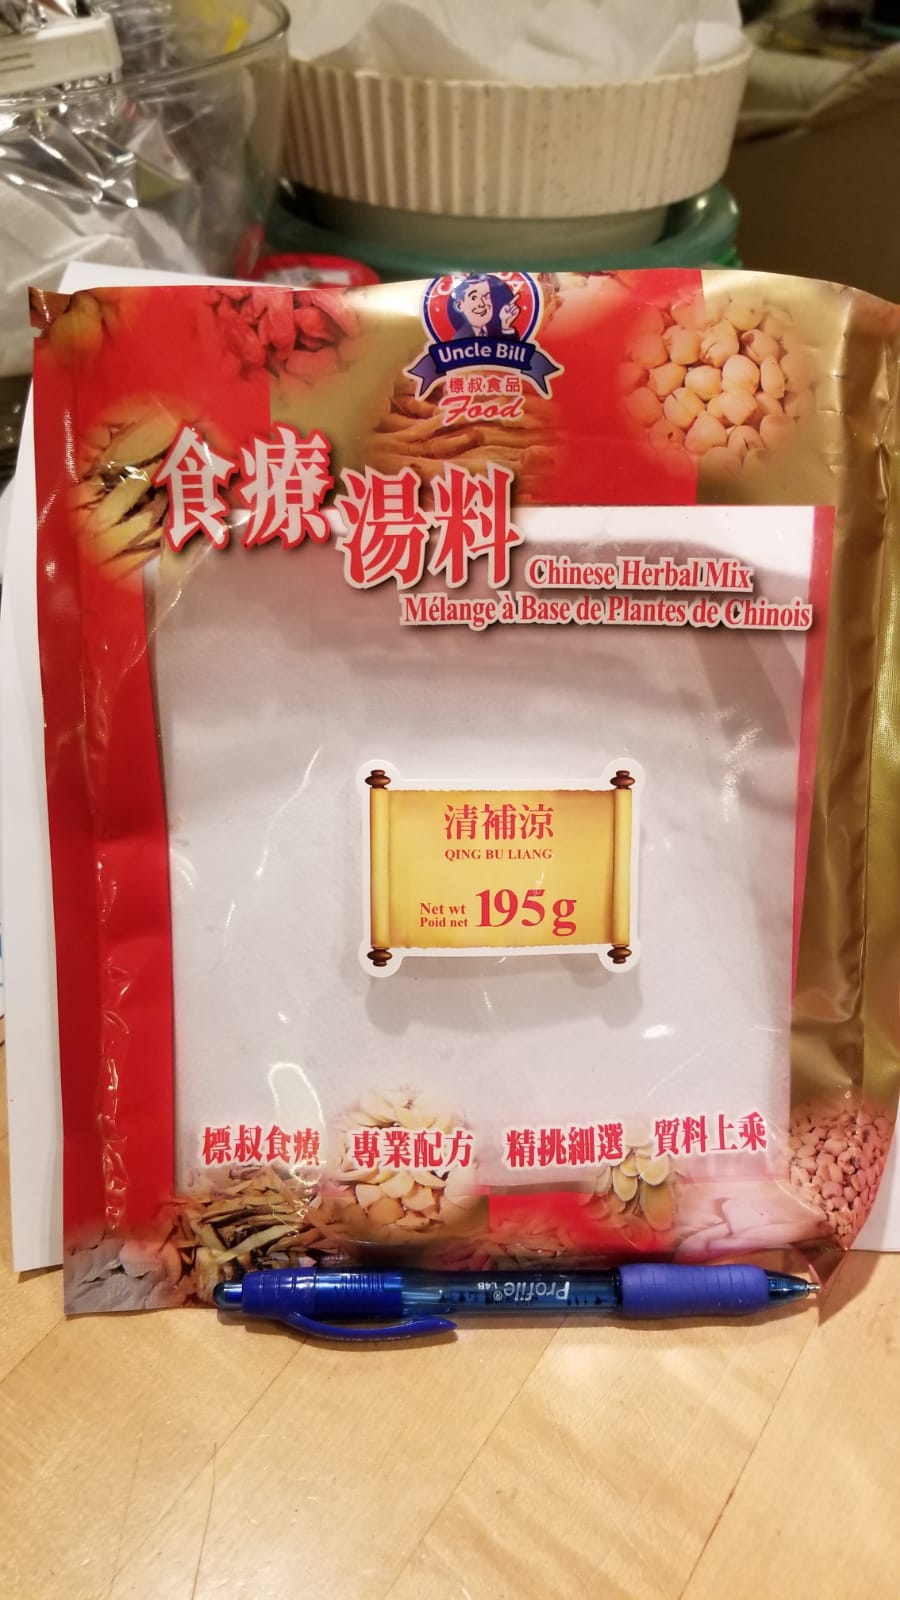 Uncle Bill
標叔食品
Food
食療湯料
Chinese Herbal Mix
Mélange à Base de Plantes de Chinois
清補涼
QING BU LIANG
Net wt
Poid net
195g
標叔食療 專業配方 精挑細選 質料上乘
Profile®